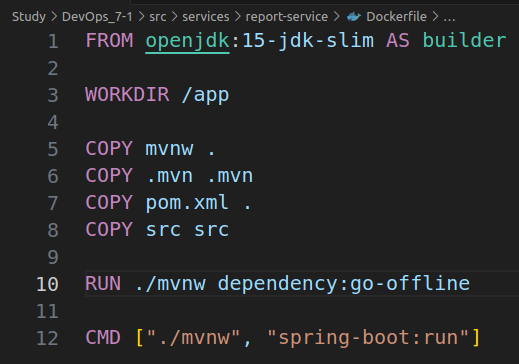 Study > DevOps_7-1 > src > services > report-service > Dockerfile > ...
1 FROM openjdk:15-jdk-slim AS builder
2
3 WORKDIR /app
4
5 COPY mvnw .
6 COPY .mvn .mvn
7 COPY pom.xml .
8 COPY src src
9
10 RUN ./mvnw dependency:go-offline
11
12 CMD ["./mvnw", "spring-boot:run"]